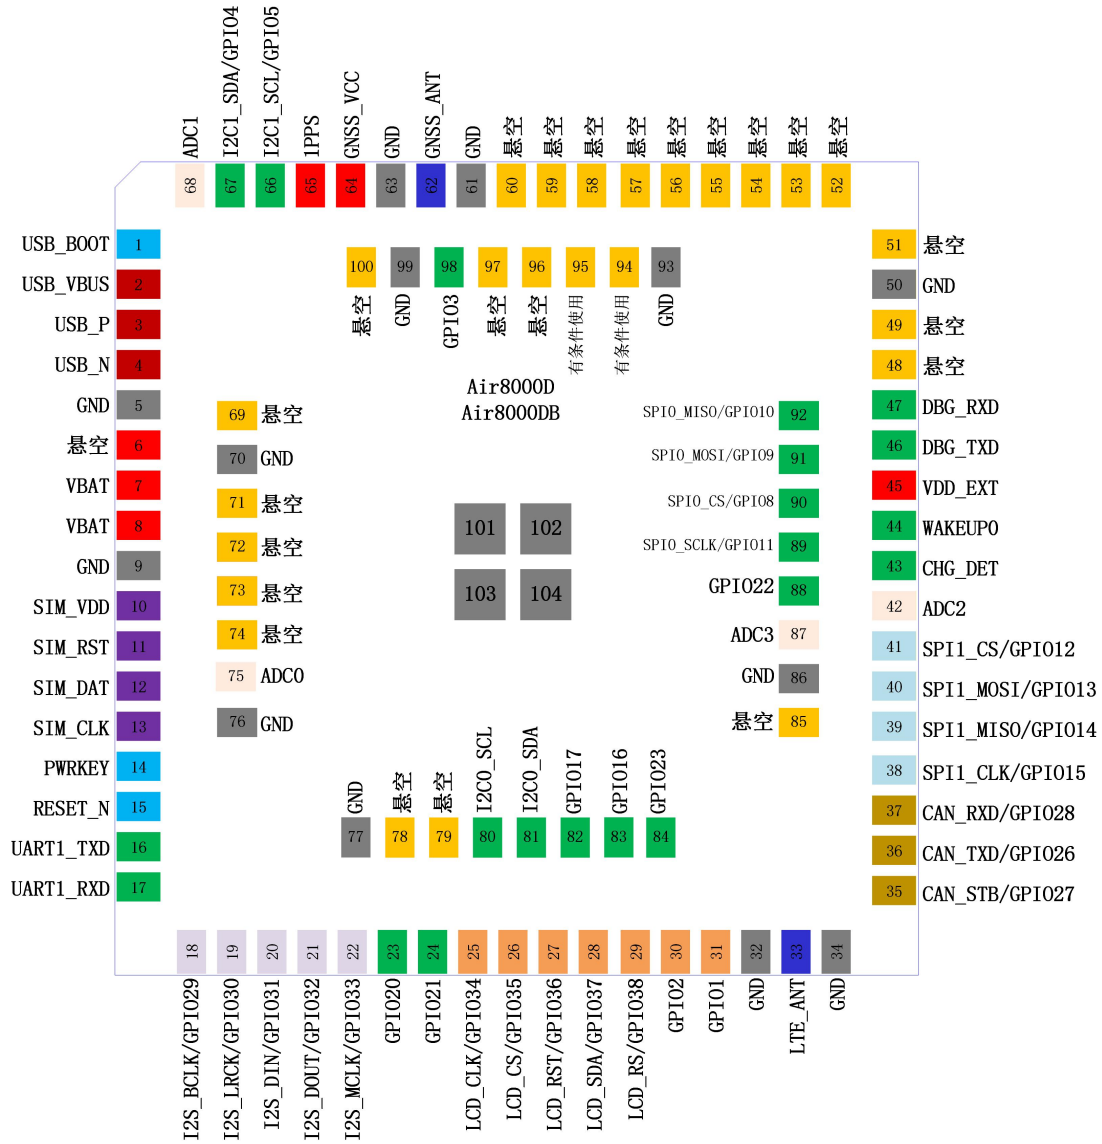 ADC1
I2C1_SDA/GPIO4
I2C1_SCL/GPIO5
1PPS
GNSS_VCC
GND
GNSS_ANT
GND
悬空
悬空
悬空
悬空
悬空
悬空
悬空
悬空
悬空
68
67
66
65
64
63
62
61
60
59
58
57
56
55
54
53
52
USB_BOOT 1
USB_VBUS 2
USB_P 3
USB_N 4
GND 5
悬空 6
VBAT 7
VBAT 8
GND 9
SIM_VDD 10
SIM_RST 11
SIM_DAT 12
SIM_CLK 13
PWRKEY 14
RESET_N 15
UART1_TXD 16
UART1_RXD 17
100
99
98
97
96
95
94
93
悬空
GND
GPIO3
悬空
悬空
有条件使用
有条件使用
GND
Air8000D
Air8000DB
69 悬空
70 GND
71 悬空
72 悬空
73 悬空
74 悬空
75 ADC0
76 GND
101 102
103 104
SPI0_MISO/GPIO10 92
SPI0_MOSI/GPIO9 91
SPI0_CS/GPIO8 90
SPI0_SCLK/GPIO11 89
GPIO22 88
ADC3 87
GND 86
悬空 85
GND
悬空
悬空
I2C0_SCL
I2C0_SDA
GPIO17
GPIO16
GPIO23
77
78
79
80
81
82
83
84
51 悬空
50 GND
49 悬空
48 悬空
47 DBG_RXD
46 DBG_TXD
45 VDD_EXT
44 WAKEUP0
43 CHG_DET
42 ADC2
41 SPI1_CS/GPIO12
40 SPI1_MOSI/GPIO13
39 SPI1_MISO/GPIO14
38 SPI1_CLK/GPIO15
37 CAN_RXD/GPIO28
36 CAN_TXD/GPIO26
35 CAN_STB/GPIO27
18
19
20
21
22
23
24
25
26
27
28
29
30
31
32
33
34
I2S_BCLK/GPIO29
I2S_LRCK/GPIO30
I2S_DIN/GPIO31
I2S_DOUT/GPIO32
I2S_MCLK/GPIO33
GPIO20
GPIO21
LCD_CLK/GPIO34
LCD_CS/GPIO35
LCD_RST/GPIO36
LCD_SDA/GPIO37
LCD_RS/GPIO38
GPIO2
GPIO1
GND
LTE_ANT
GND